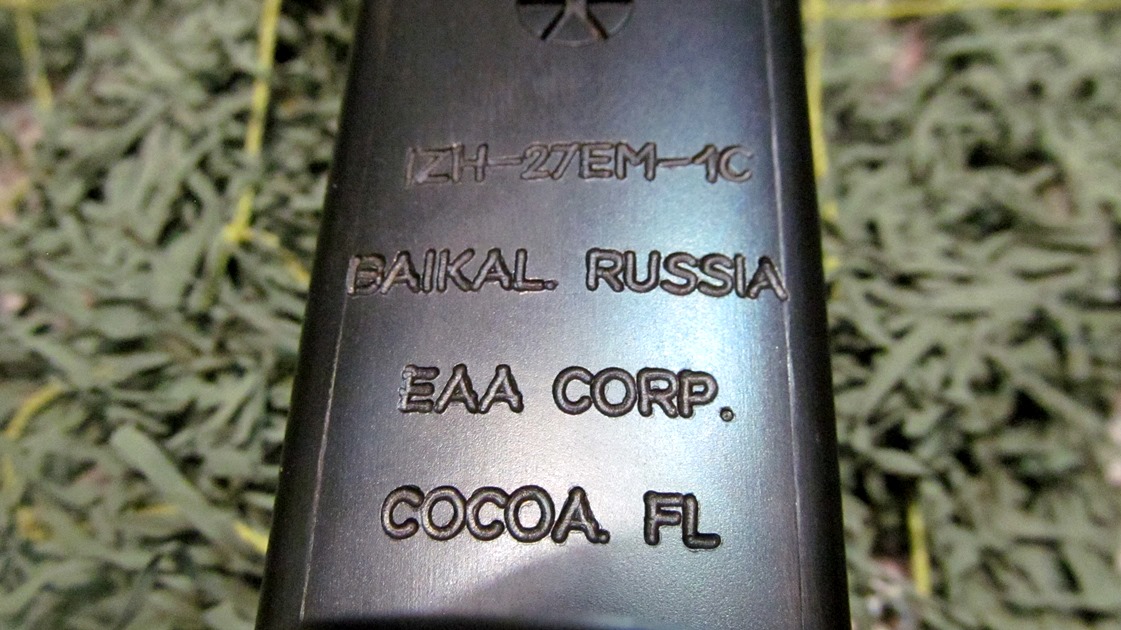 IZH-27EM-1C
BAIKAL. RUSSIA
EAA CORP.
COCOA. FL